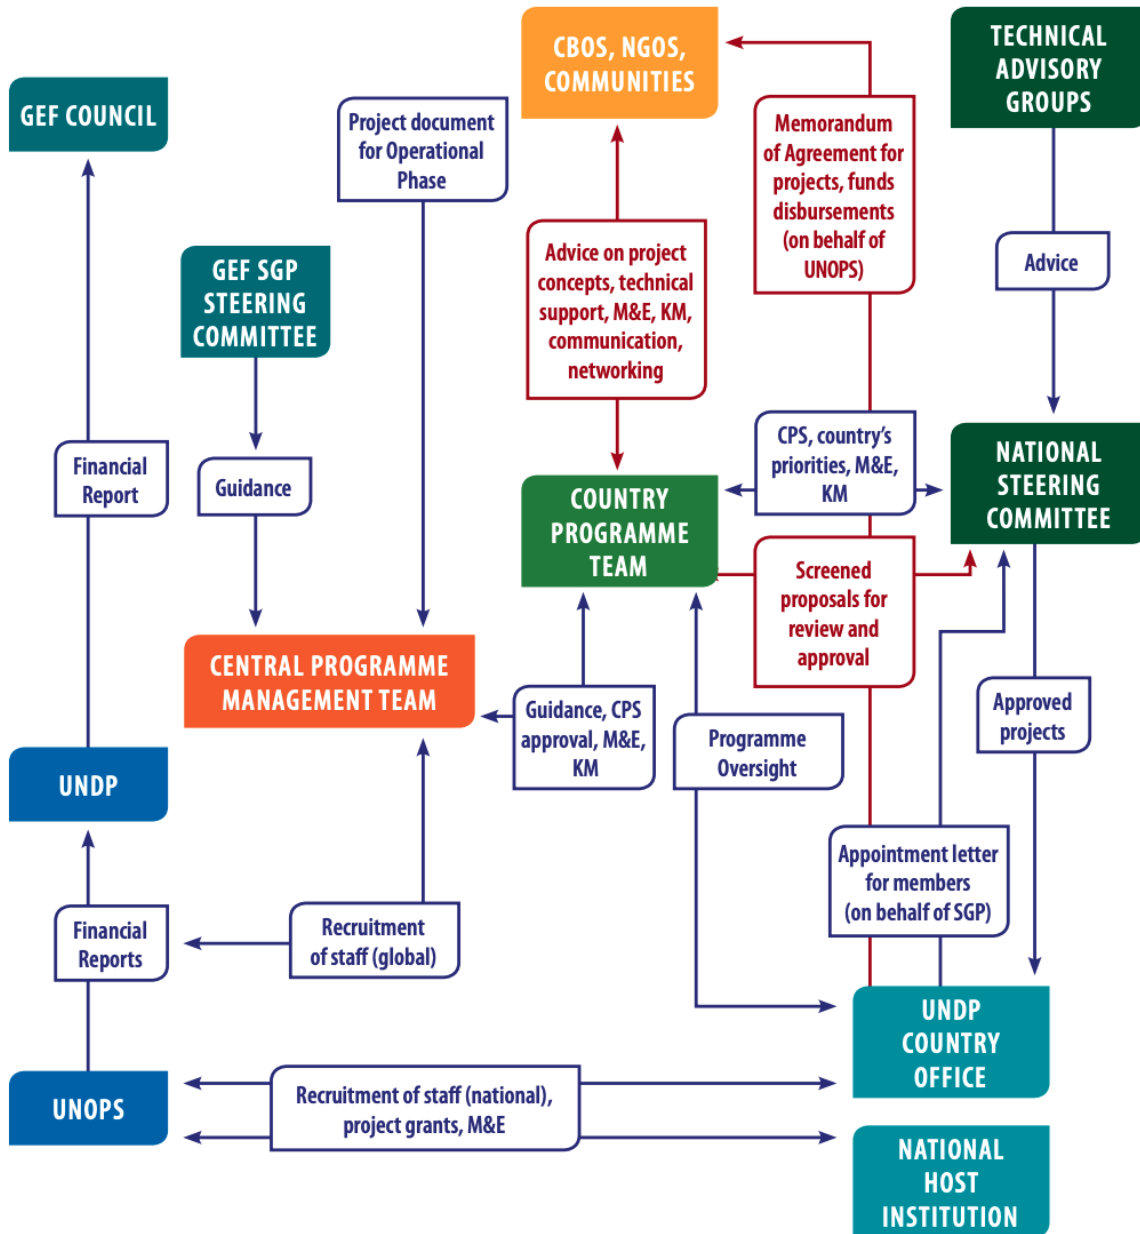 CBOS, NGOS,
COMMUNITIES
TECHNICAL
ADVISORY
GROUPS
GEF COUNCIL
Project document
for Operational
Phase
Memorandum
of Agreement for
projects, funds
disbursements
(on behalf of
UNOPS)
GEF SGP
STEERING
COMMITTEE
Advice on project
concepts, technical
support, M&E, KM,
communication,
networking
Advice
Financial
Report
Guidance
CPS, country's
priorities, M&E,
KM
NATIONAL
STEERING
COMMITTEE
COUNTRY
PROGRAMME
TEAM
Screened
proposals for
review and
approval
CENTRAL PROGRAMME
MANAGEMENT TEAM
Guidance, CPS
approval, M&E,
KM
Programme
Oversight
Approved
projects
UNDP
Appointment letter
for members
(on behalf of SGP)
Financial
Reports
Recruitment
of staff (global)
UNDP
COUNTRY
OFFICE
UNOPS
Recruitment of staff (national),
project grants, M&E
NATIONAL
HOST
INSTITUTION